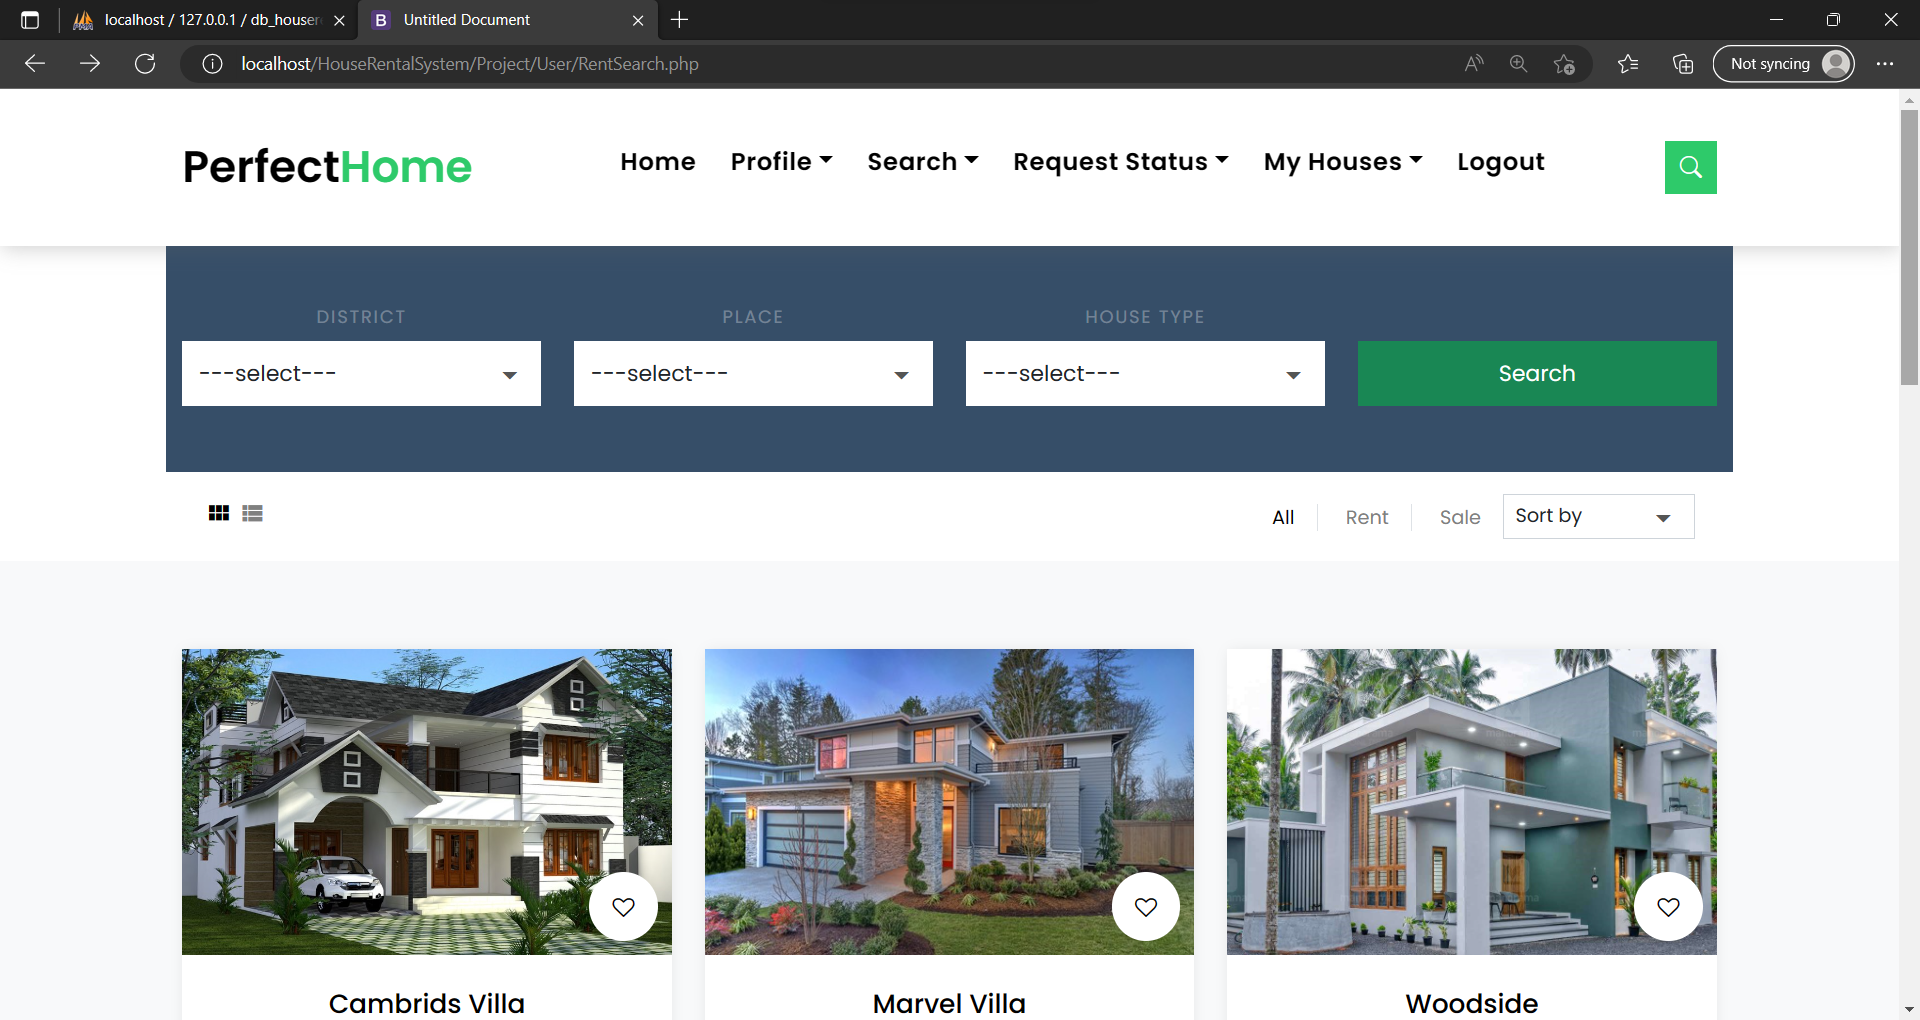 localhost / 127.0.0.1 / db_house
Untitled Document
localhost/HouseRentalSystem/Project/User/RentSearch.php
Not syncing
PerfectHome
Home Profile Search Request Status My Houses Logout
DISTRICT PLACE HOUSE TYPE
---select--- ---select--- ---select--- Search
All Rent Sale Sort by
Cambrids Villa Marvel Villa Woodside